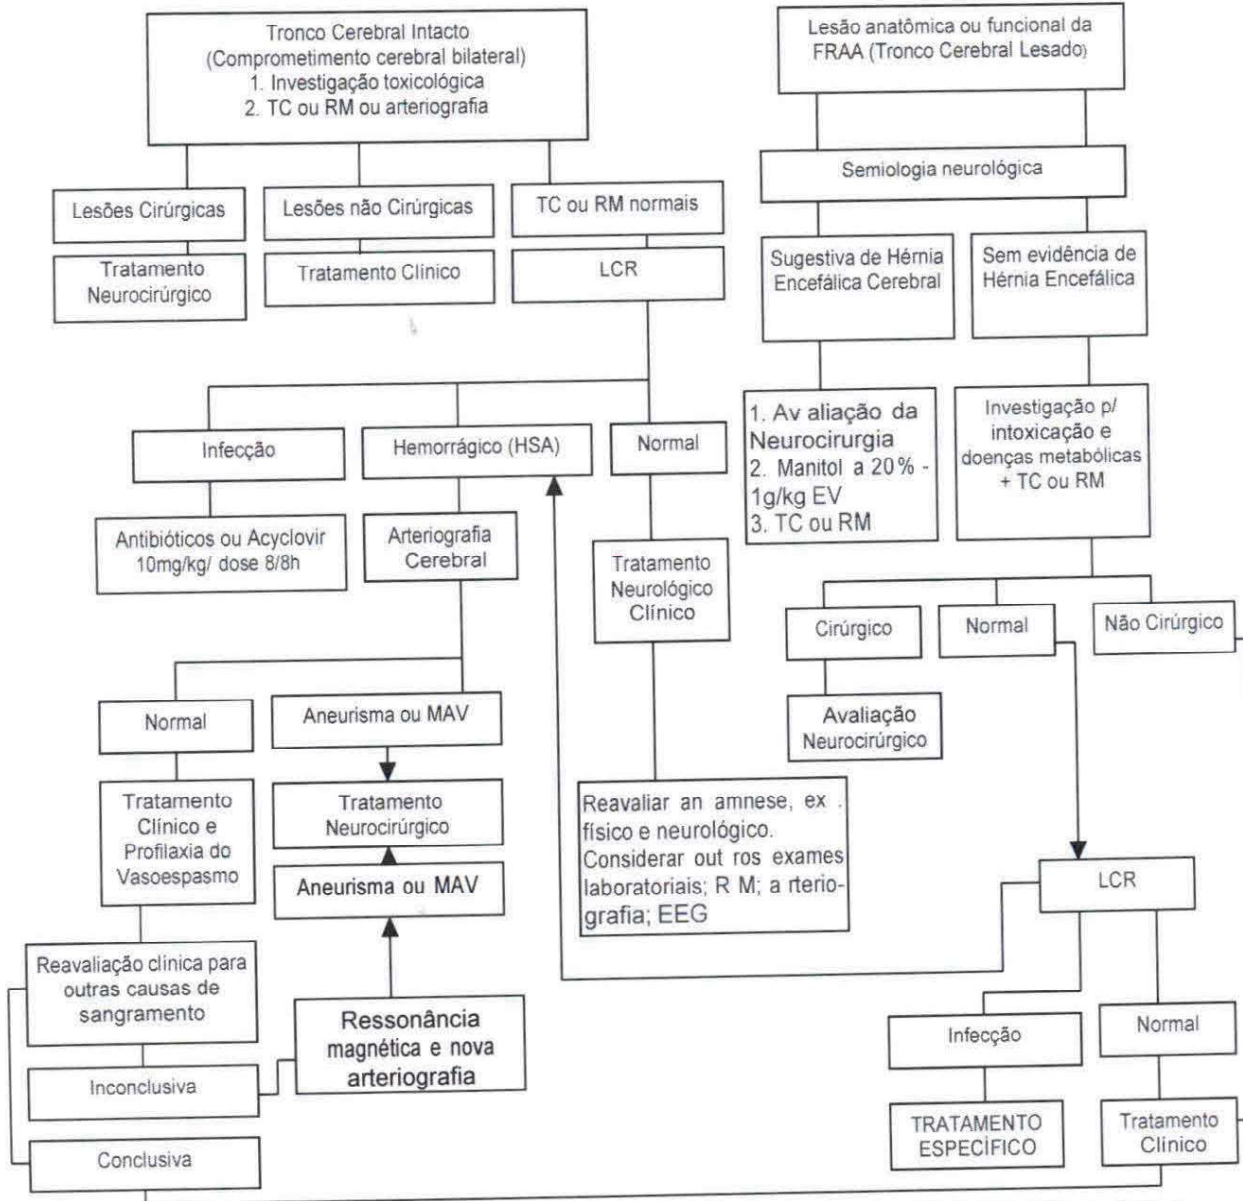 Tronco Cerebral Intacto
(Comprometimento cerebral bilateral)
1. Investigação toxicológica
2. TC ou RM ou arteriografia
Lesão anatômica ou funcional da
FRAA (Tronco Cerebral Lesado)
Semiologia neurológica
Lesões Cirúrgicas
Lesões não Cirúrgicas
TC ou RM normais
Tratamento
Neurocirúrgico
Tratamento Clínico
LCR
Sugestiva de Hérnia
Encefálica Cerebral
Sem evidência de
Hérnia Encefálica
Infecção
Hemorrágico (HSA)
Normal
1. Av aliação da
Neurocirurgia
2. Manitol a 20% -
1g/kg EV
3. TC ou RM
Investigação p/
intoxicação e
doenças metabólicas
+ TC ou RM
Antibióticos ou Acyclovir
10mg/kg/ dose 8/8h
Arteriografia
Cerebral
Tratamento
Neurológico
Clínico
Cirúrgico
Normal
Não Cirúrgico
Avaliação
Neurocirúrgico
Normal
Aneurisma ou MAV
Tratamento
Clínico e
Profilaxia do
Vasoespasmo
Tratamento
Neurocirúrgico
Aneurisma ou MAV
Reavaliar an amnese, ex .
físico e neurológico.
Considerar out ros exames
laboratoriais; R M; a rterio-
grafia; EEG
LCR
Reavaliação clínica para
outras causas de
sangramento
Ressonância
magnética e nova
arteriografia
Inconclusiva
Conclusiva
Infecção
Normal
TRATAMENTO
ESPECÍFICO
Tratamento
Clínico